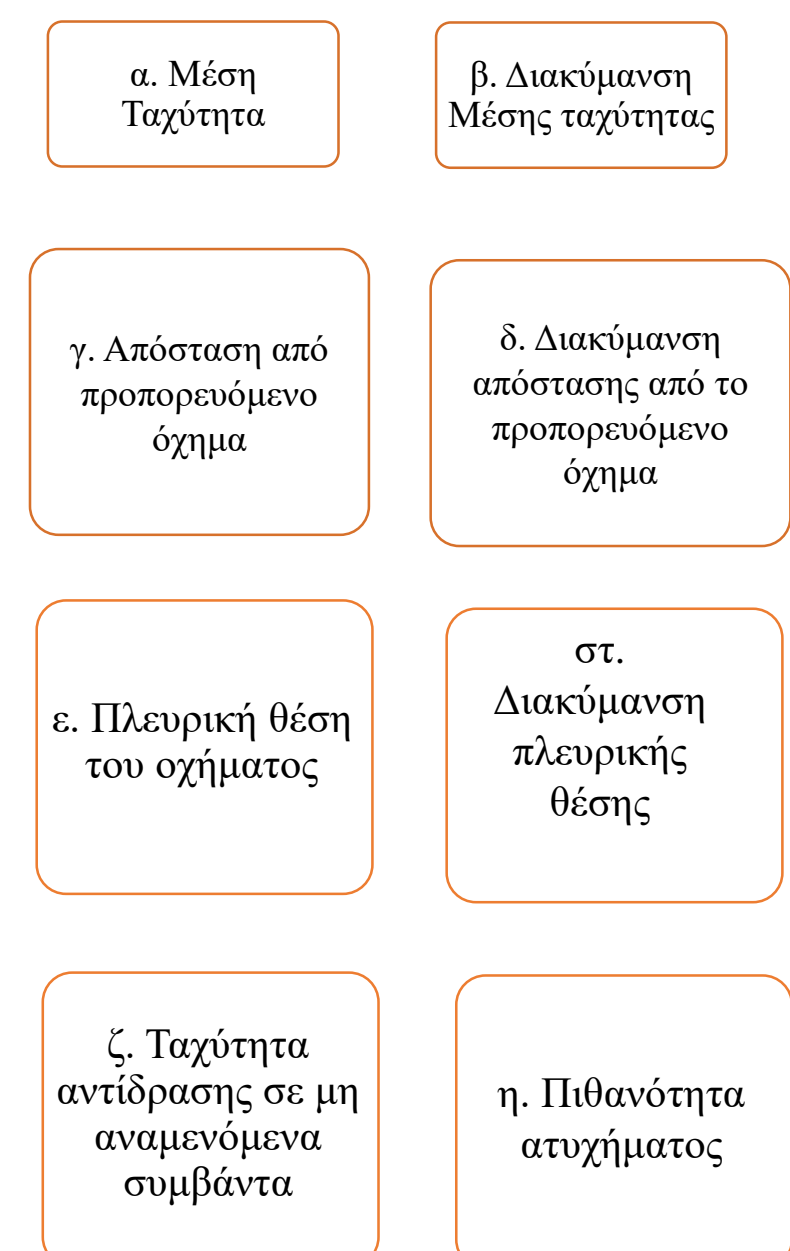 α. Μέση
Ταχύτητα
β. Διακύμανση
Μέσης ταχύτητας
γ. Απόσταση από
προπορευόμενο
όχημα
δ. Διακύμανση
απόστασης από το
προπορευόμενο
όχημα
ε. Πλευρική θέση
του οχήματος
στ.
Διακύμανση
πλευρικής
θέσης
ζ. Ταχύτητα
αντίδρασης σε μη
αναμενόμενα
συμβάντα
η. Πιθανότητα
ατυχήματος